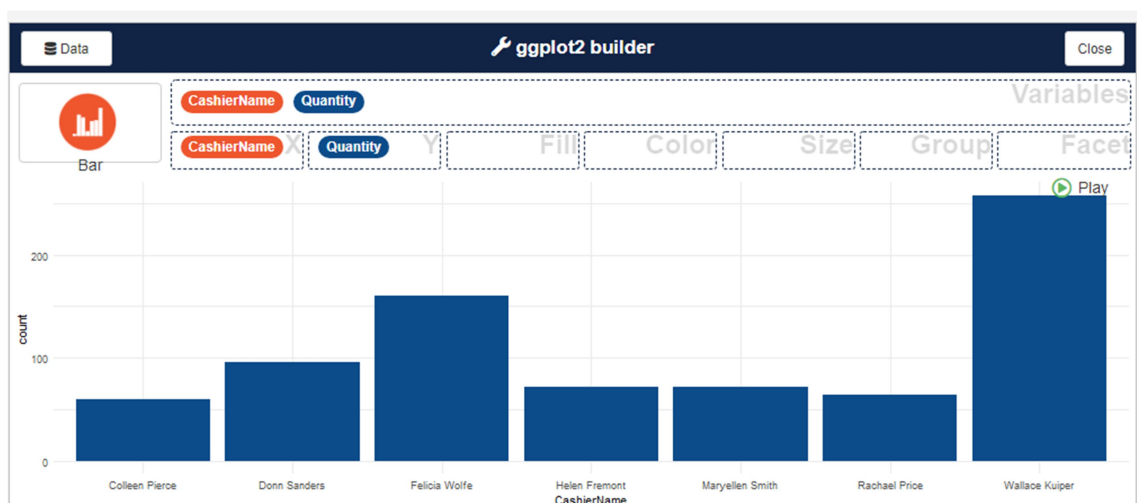 Data ggplot2 builder Close
CashierName Quantity Variables
CashierName X Quantity Y Fill Color Size Group Facet
Bar
Play
200
count
100
0
Colleen Pierce Donn Sanders Felicia Wolfe Helen Fremont Maryellen Smith Rachael Price Wallace Kuiper
CashierName